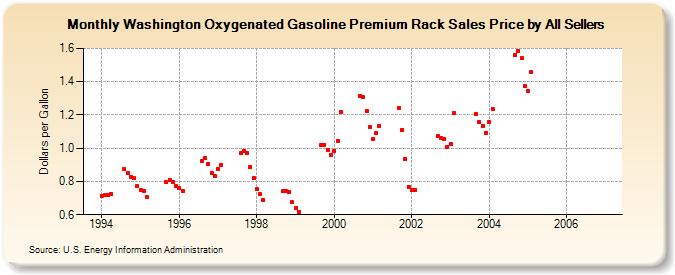 Monthly Washington Oxygenated Gasoline Premium Rack Sales Price by All Sellers
Dollars per Gallon
1.6
1.4
1.2
1.0
0.8
0.6
1994 1996 1998 2000 2002 2004 2006
Source: U.S. Energy Information Administration